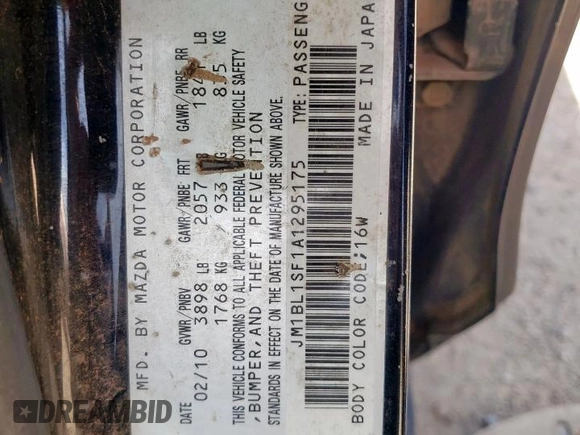 MFD. BY MAZDA MOTOR CORPORATION
DATE GVWR/PNBV GAWR/PNBE FRT GAWR/PNBE RR
02/10 3898 LB 2057 LB LB
1768 KG 933 KG
THIS VEHICLE CONFORMS TO ALL APPLICABLE FEDERAL MOTOR VEHICLE SAFETY
,BUMPER,AND THEFT PREVENTION
STANDARDS IN EFFECT ON THE DATE OF MANUFACTURE SHOWN ABOVE.
JM1BL1SF1A1295175 TYPE: PASSENG
BODY COLOR CODE:16W MADE IN JAPA
DREAMBID